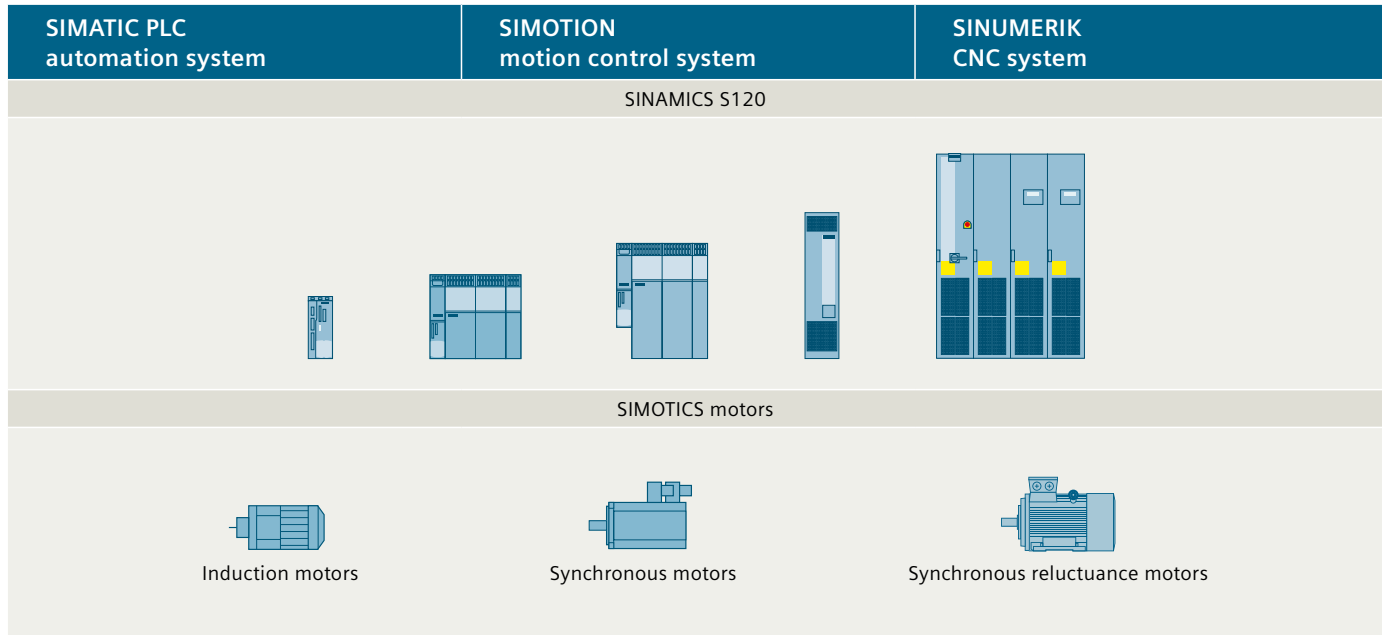 SIMATIC PLC
automation system
SIMOTION
motion control system
SINUMERIK
CNC system
SINAMICS S120
SIMOTICS motors
Induction motors
Synchronous motors
Synchronous reluctuance motors